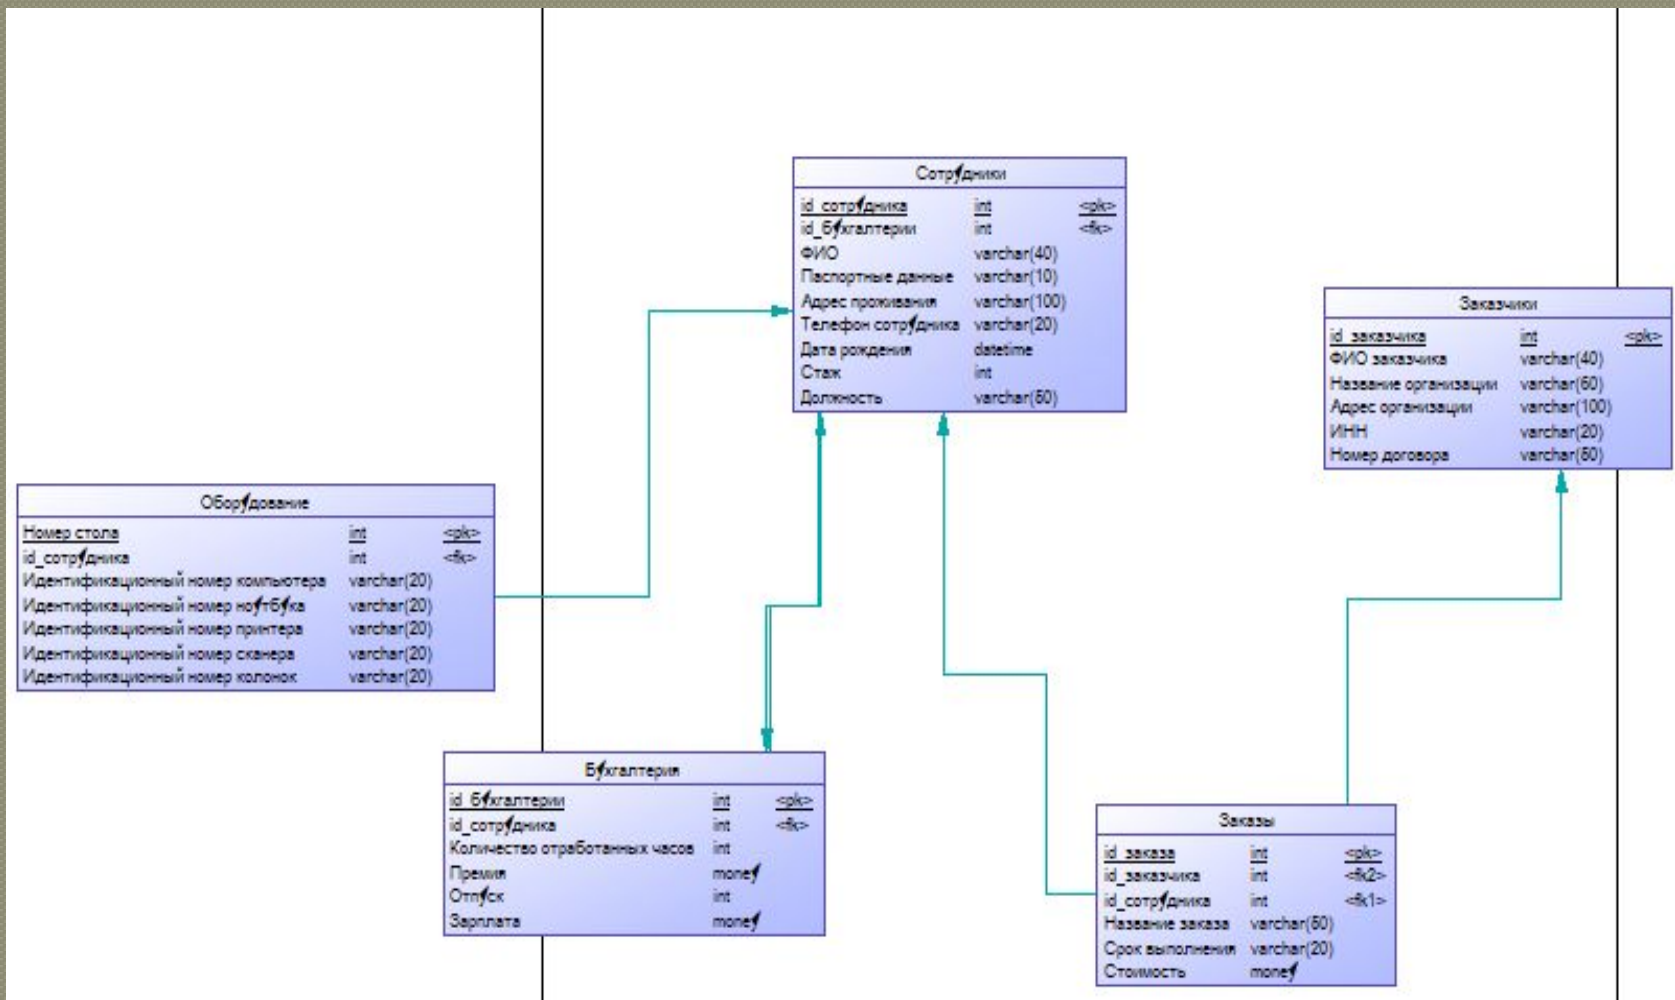 Сотрудники
id_сотрудника int <pk>
id_бухгалтерии int <fk>
ФИО varchar(40)
Паспортные данные varchar(10)
Адрес проживания varchar(100)
Телефон сотрудника varchar(20)
Дата рождения datetime
Стаж int
Должность varchar(50)
Заказчики
id_заказчика int <pk>
ФИО заказчика varchar(40)
Название организации varchar(60)
Адрес организации varchar(100)
ИНН varchar(20)
Номер договора varchar(50)
Оборудование
Номер стола int <pk>
id_сотрудника int <fk>
Идентификационный номер компьютера varchar(20)
Идентификационный номер ноутбука varchar(20)
Идентификационный номер принтера varchar(20)
Идентификационный номер сканера varchar(20)
Идентификационный номер колонок varchar(20)
Бухгалтерия
id_бухгалтерии int <pk>
id_сотрудника int <fk>
Количество отработанных часов int
Премия money
Отпуск int
Зарплата money
Заказы
id_заказа int <pk>
id_заказчика int <fk2>
id_сотрудника int <fk1>
Название заказа varchar(50)
Срок выполнения varchar(20)
Стоимость money